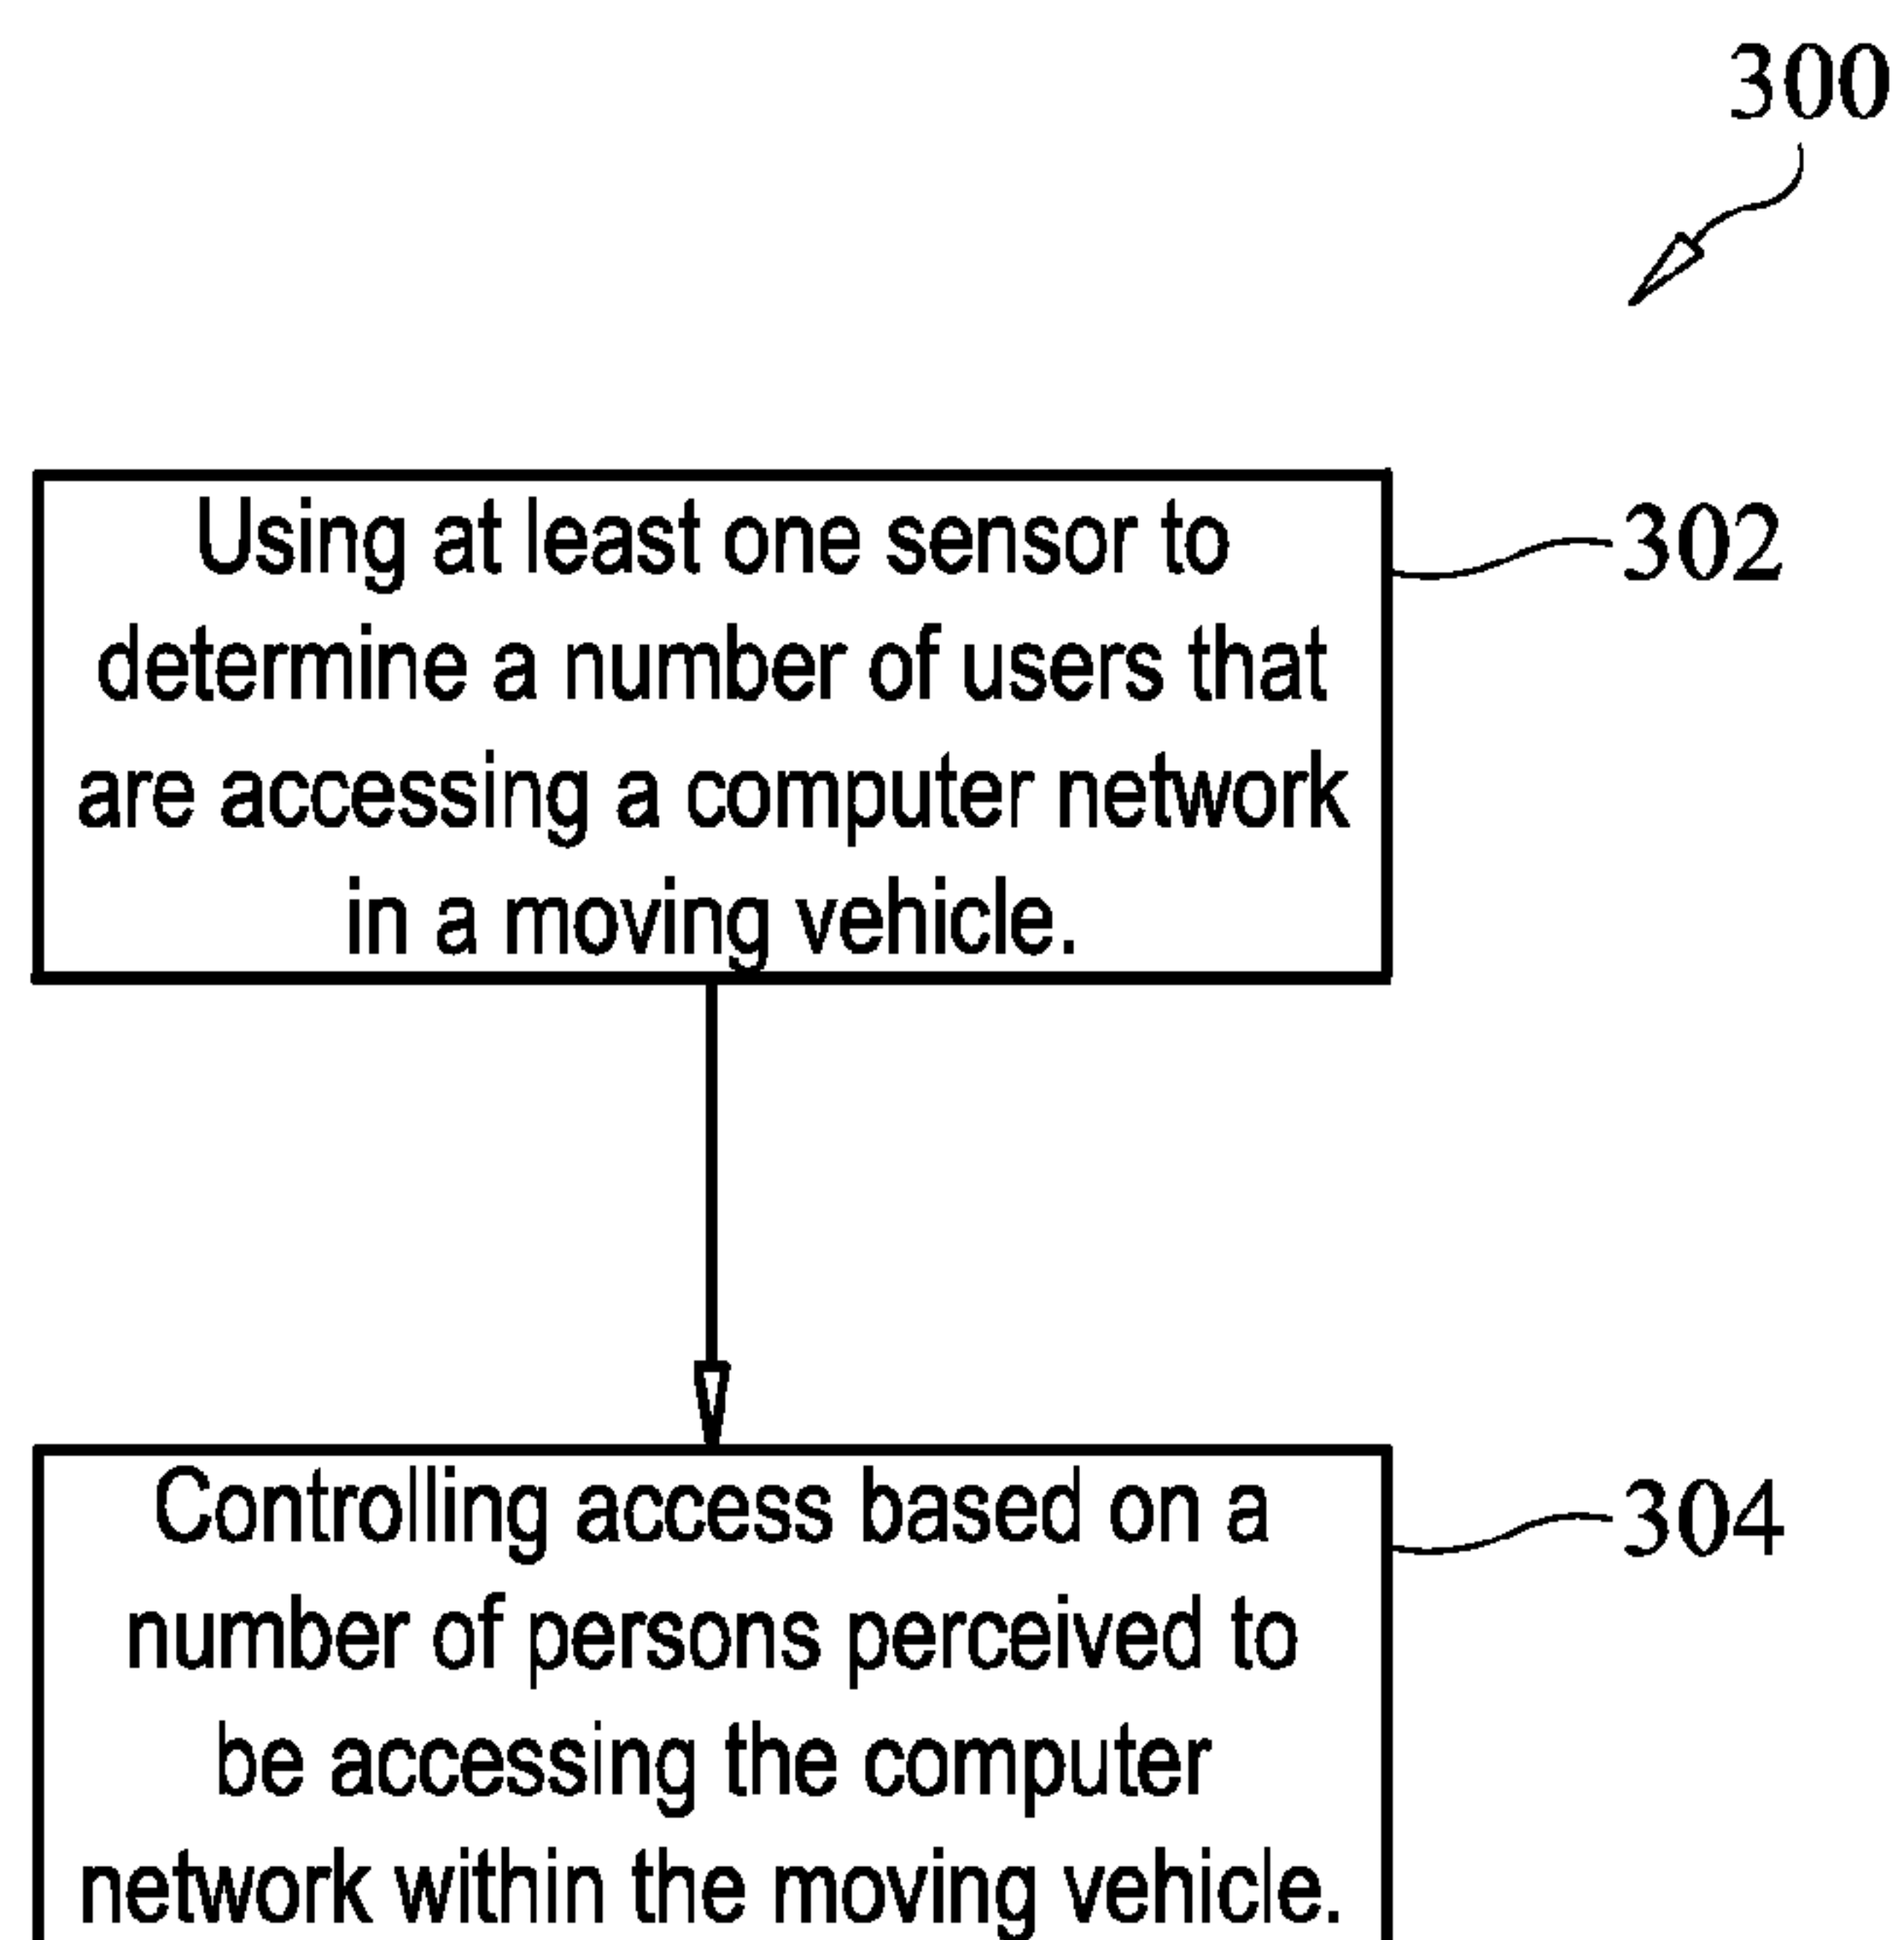 300
Using at least one sensor to
302
determine a number of users that
are accessing a computer network
in a moving vehicle.
Controlling access based on a
304
number of persons perceived to
be accessing the computer
network within the moving vehicle.